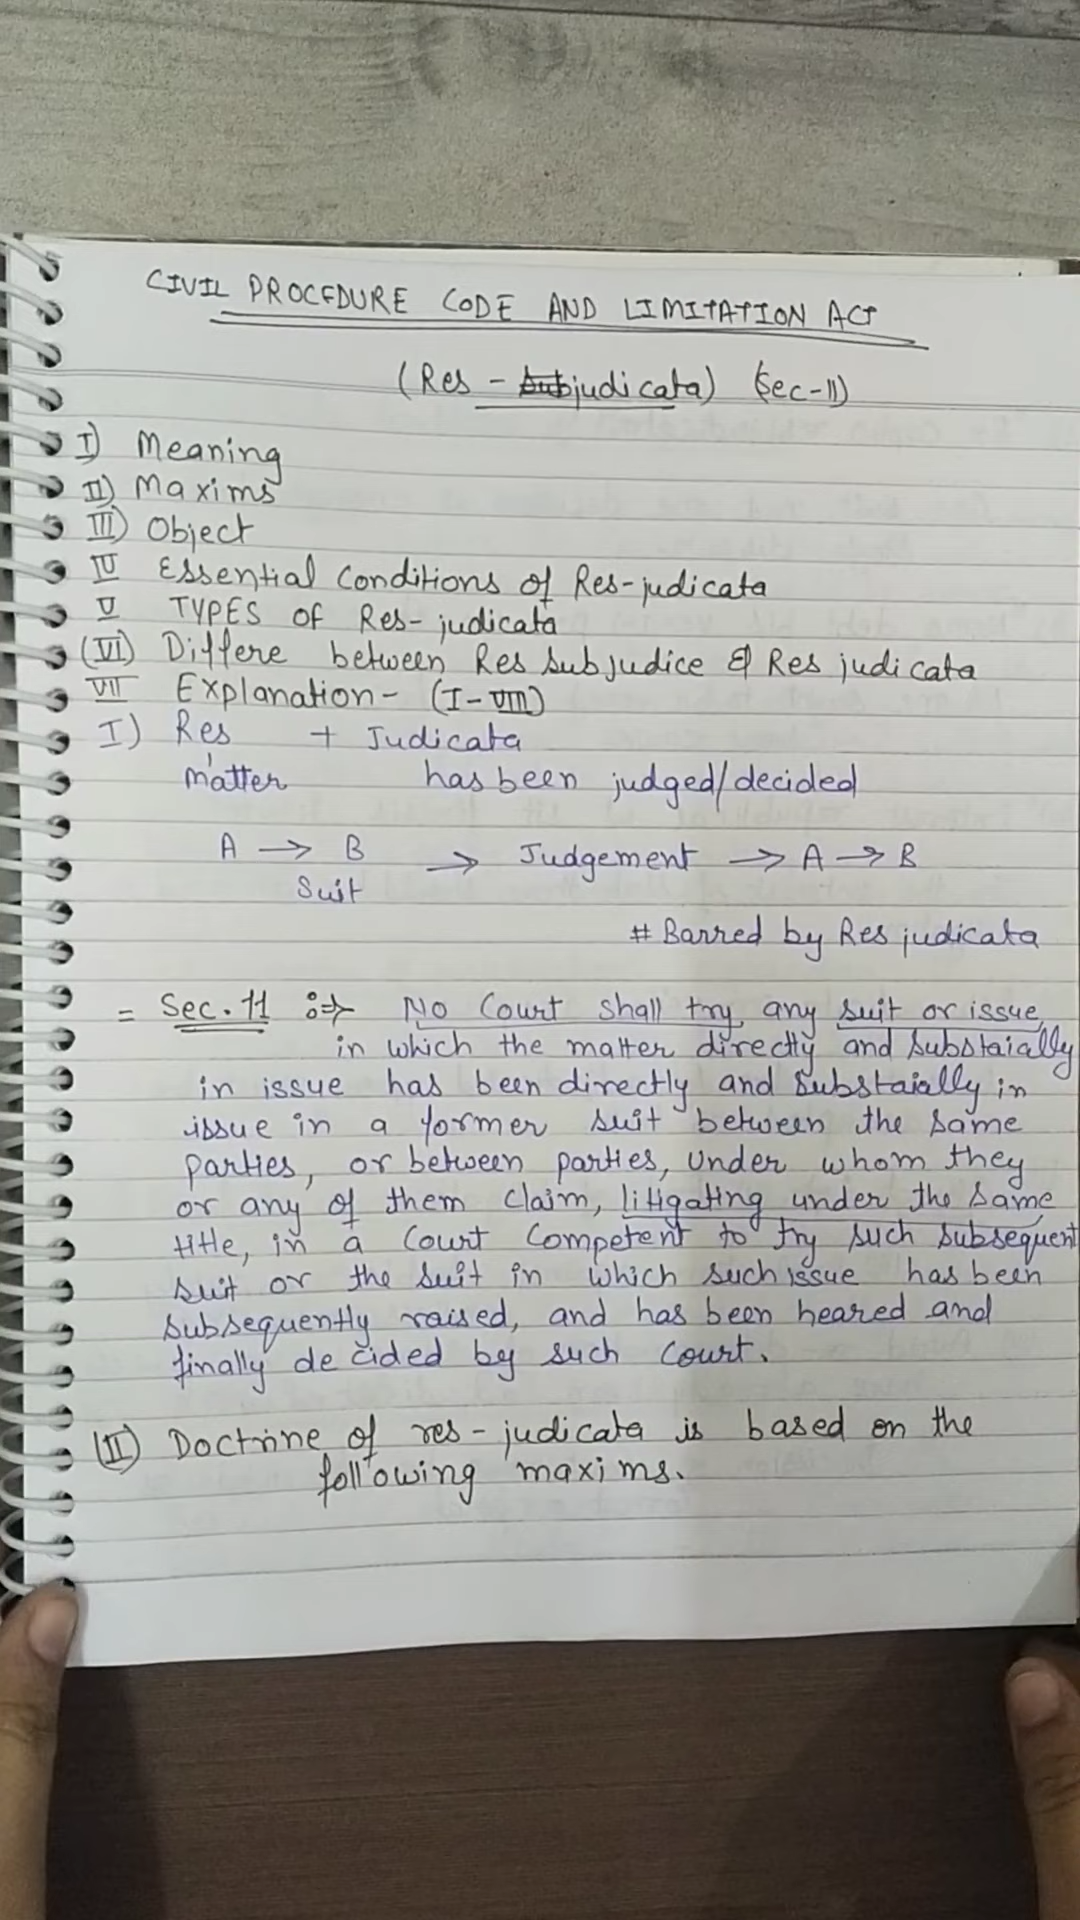 CIVIL PROCEDURE CODE AND LIMITATION ACT
(Res - judicata) (Sec-11)
I) Meaning
II) Maxims
III) Object
IV Essential Conditions of Res-judicata
V TYPES of Res-judicata
(VI) Differe between Res subjudice & Res judicata
VII Explanation - (I-VIII)
I) Res + Judicata
matter has been judged/decided
A → B → Judgement → A → B
Suit
# Barred by Res judicata
= Sec. 11 :⇒ No Court shall try any suit or issue
in which the matter directly and substaially
in issue has been directly and substaially in
issue in a former suit between the same
parties, or between parties, under whom they
or any of them claim, litigating under the same
title, in a Court Competent to try such subsequent
suit or the suit in which such issue has been
subsequently raised, and has been heared and
finally decided by such Court.
(II) Doctrine of res-judicata is based on the
following maxims.